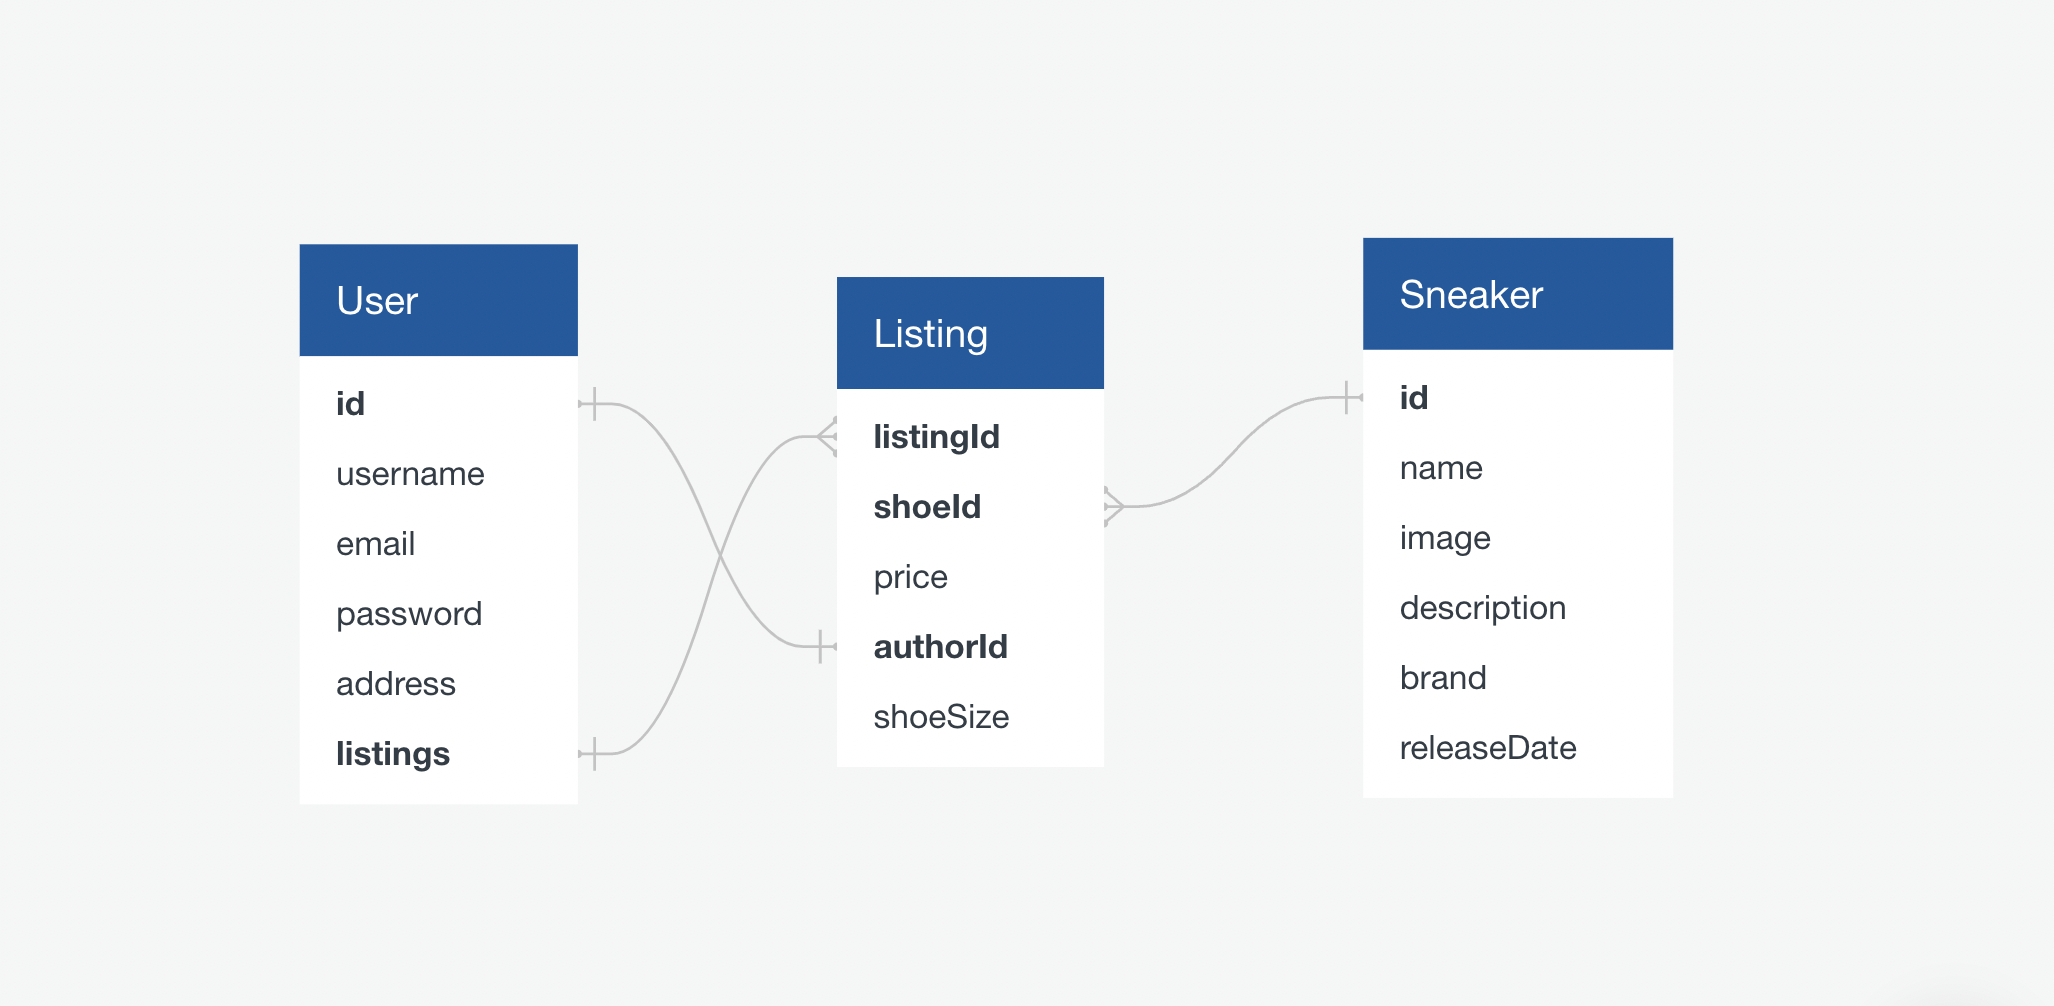 User
id
username
email
password
address
listings
Listing
listingId
shoeId
price
authorId
shoeSize
Sneaker
id
name
image
description
brand
releaseDate